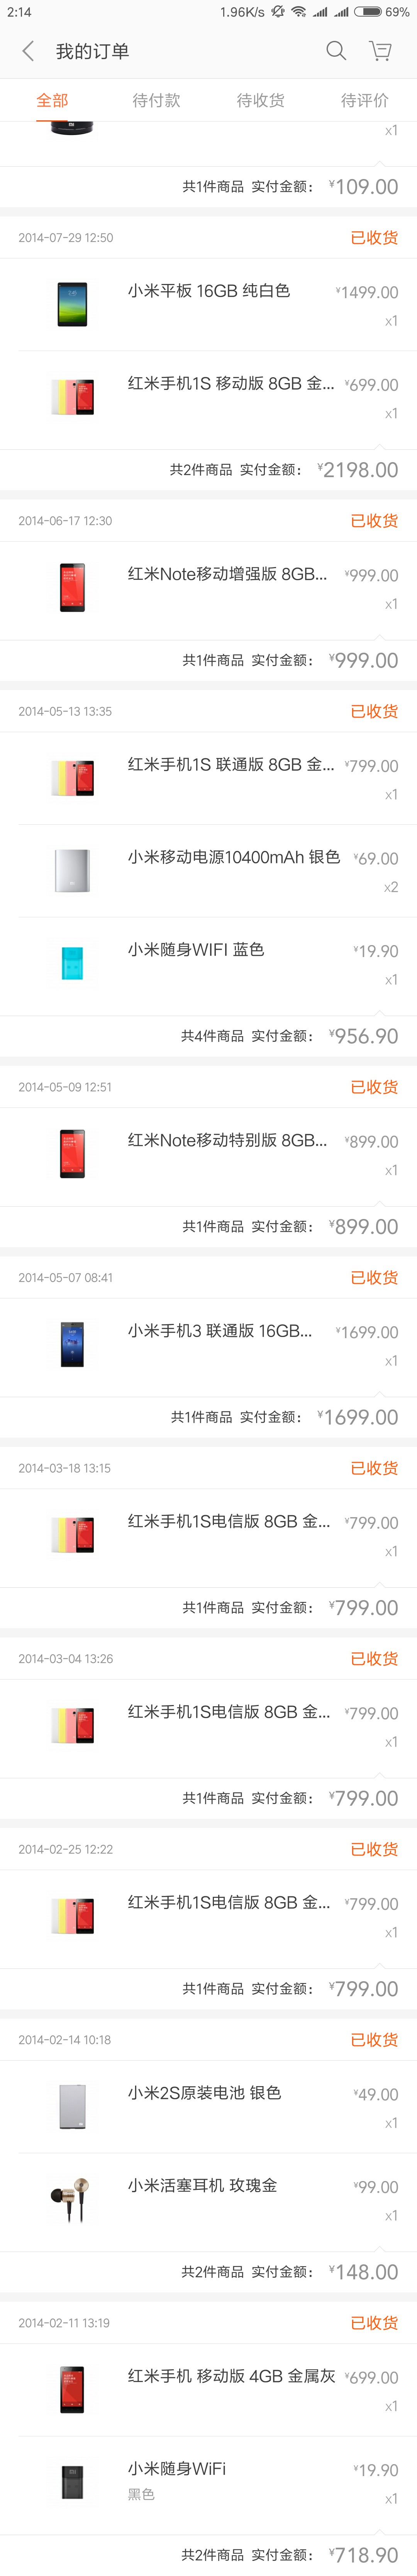 2:14 1.96K/s 69%
我的订单
全部 待付款 待收货 待评价
x1
共1件商品 实付金额： ¥109.00
2014-07-29 12:50 已收货
小米平板 16GB 纯白色 ¥1499.00
x1
红米手机1S 移动版 8GB 金... ¥699.00
x1
共2件商品 实付金额： ¥2198.00
2014-06-17 12:30 已收货
红米Note移动增强版 8GB... ¥999.00
x1
共1件商品 实付金额： ¥999.00
2014-05-13 13:35 已收货
红米手机1S 联通版 8GB 金... ¥799.00
x1
小米移动电源10400mAh 银色 ¥69.00
x2
小米随身WIFI 蓝色 ¥19.90
x1
共4件商品 实付金额： ¥956.90
2014-05-09 12:51 已收货
红米Note移动特别版 8GB... ¥899.00
x1
共1件商品 实付金额： ¥899.00
2014-05-07 08:41 已收货
小米手机3 联通版 16GB... ¥1699.00
x1
共1件商品 实付金额： ¥1699.00
2014-03-18 13:15 已收货
红米手机1S电信版 8GB 金... ¥799.00
x1
共1件商品 实付金额： ¥799.00
2014-03-04 13:26 已收货
红米手机1S电信版 8GB 金... ¥799.00
x1
共1件商品 实付金额： ¥799.00
2014-02-25 12:22 已收货
红米手机1S电信版 8GB 金... ¥799.00
x1
共1件商品 实付金额： ¥799.00
2014-02-14 10:18 已收货
小米2S原装电池 银色 ¥49.00
x1
小米活塞耳机 玫瑰金 ¥99.00
x1
共2件商品 实付金额： ¥148.00
2014-02-11 13:19 已收货
红米手机 移动版 4GB 金属灰 ¥699.00
x1
小米随身WiFi ¥19.90
黑色 x1
共2件商品 实付金额： ¥718.90